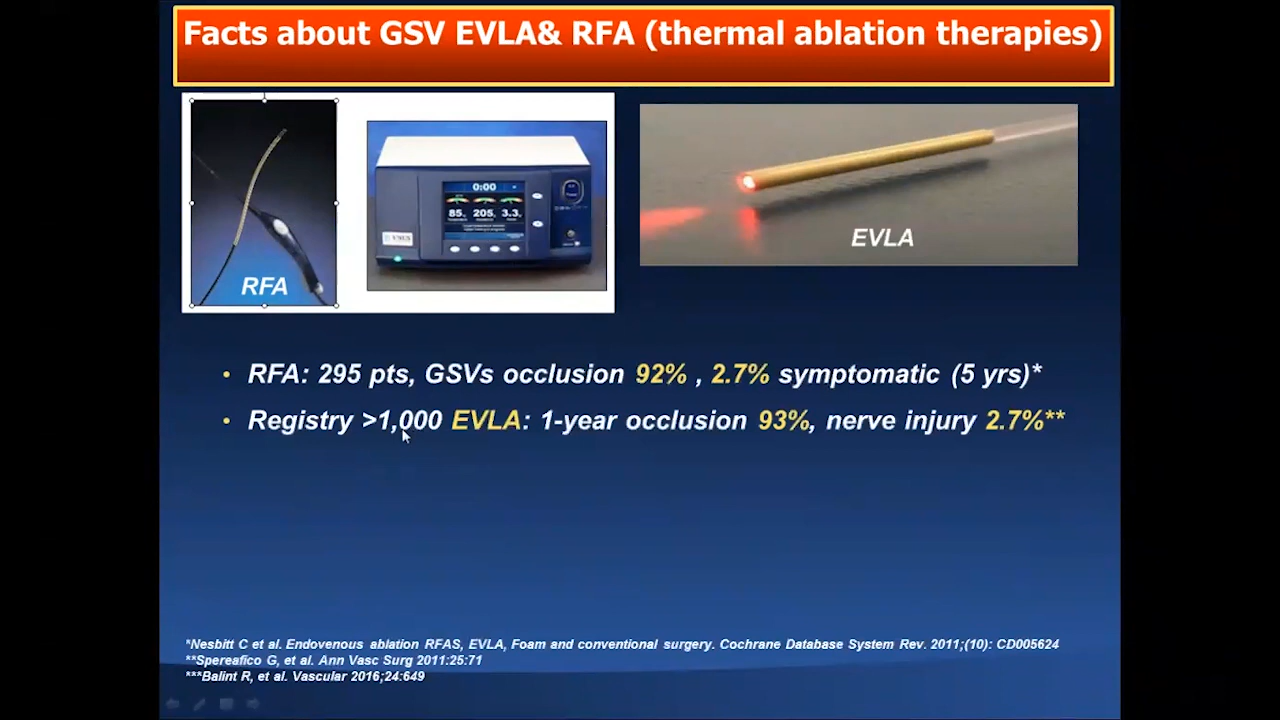 Facts about GSV EVLA& RFA (thermal ablation therapies)
0:00
85 205 3.3
VNUS
RFA
EVLA
• RFA: 295 pts, GSVs occlusion 92% , 2.7% symptomatic (5 yrs)*
• Registry >1,000 EVLA: 1-year occlusion 93%, nerve injury 2.7%**
*Nesbitt C et al. Endovenous ablation RFAS, EVLA, Foam and conventional surgery. Cochrane Database System Rev. 2011;(10): CD005624
**Spereafico G, et al. Ann Vasc Surg 2011:25:71
***Balint R, et al. Vascular 2016;24:649